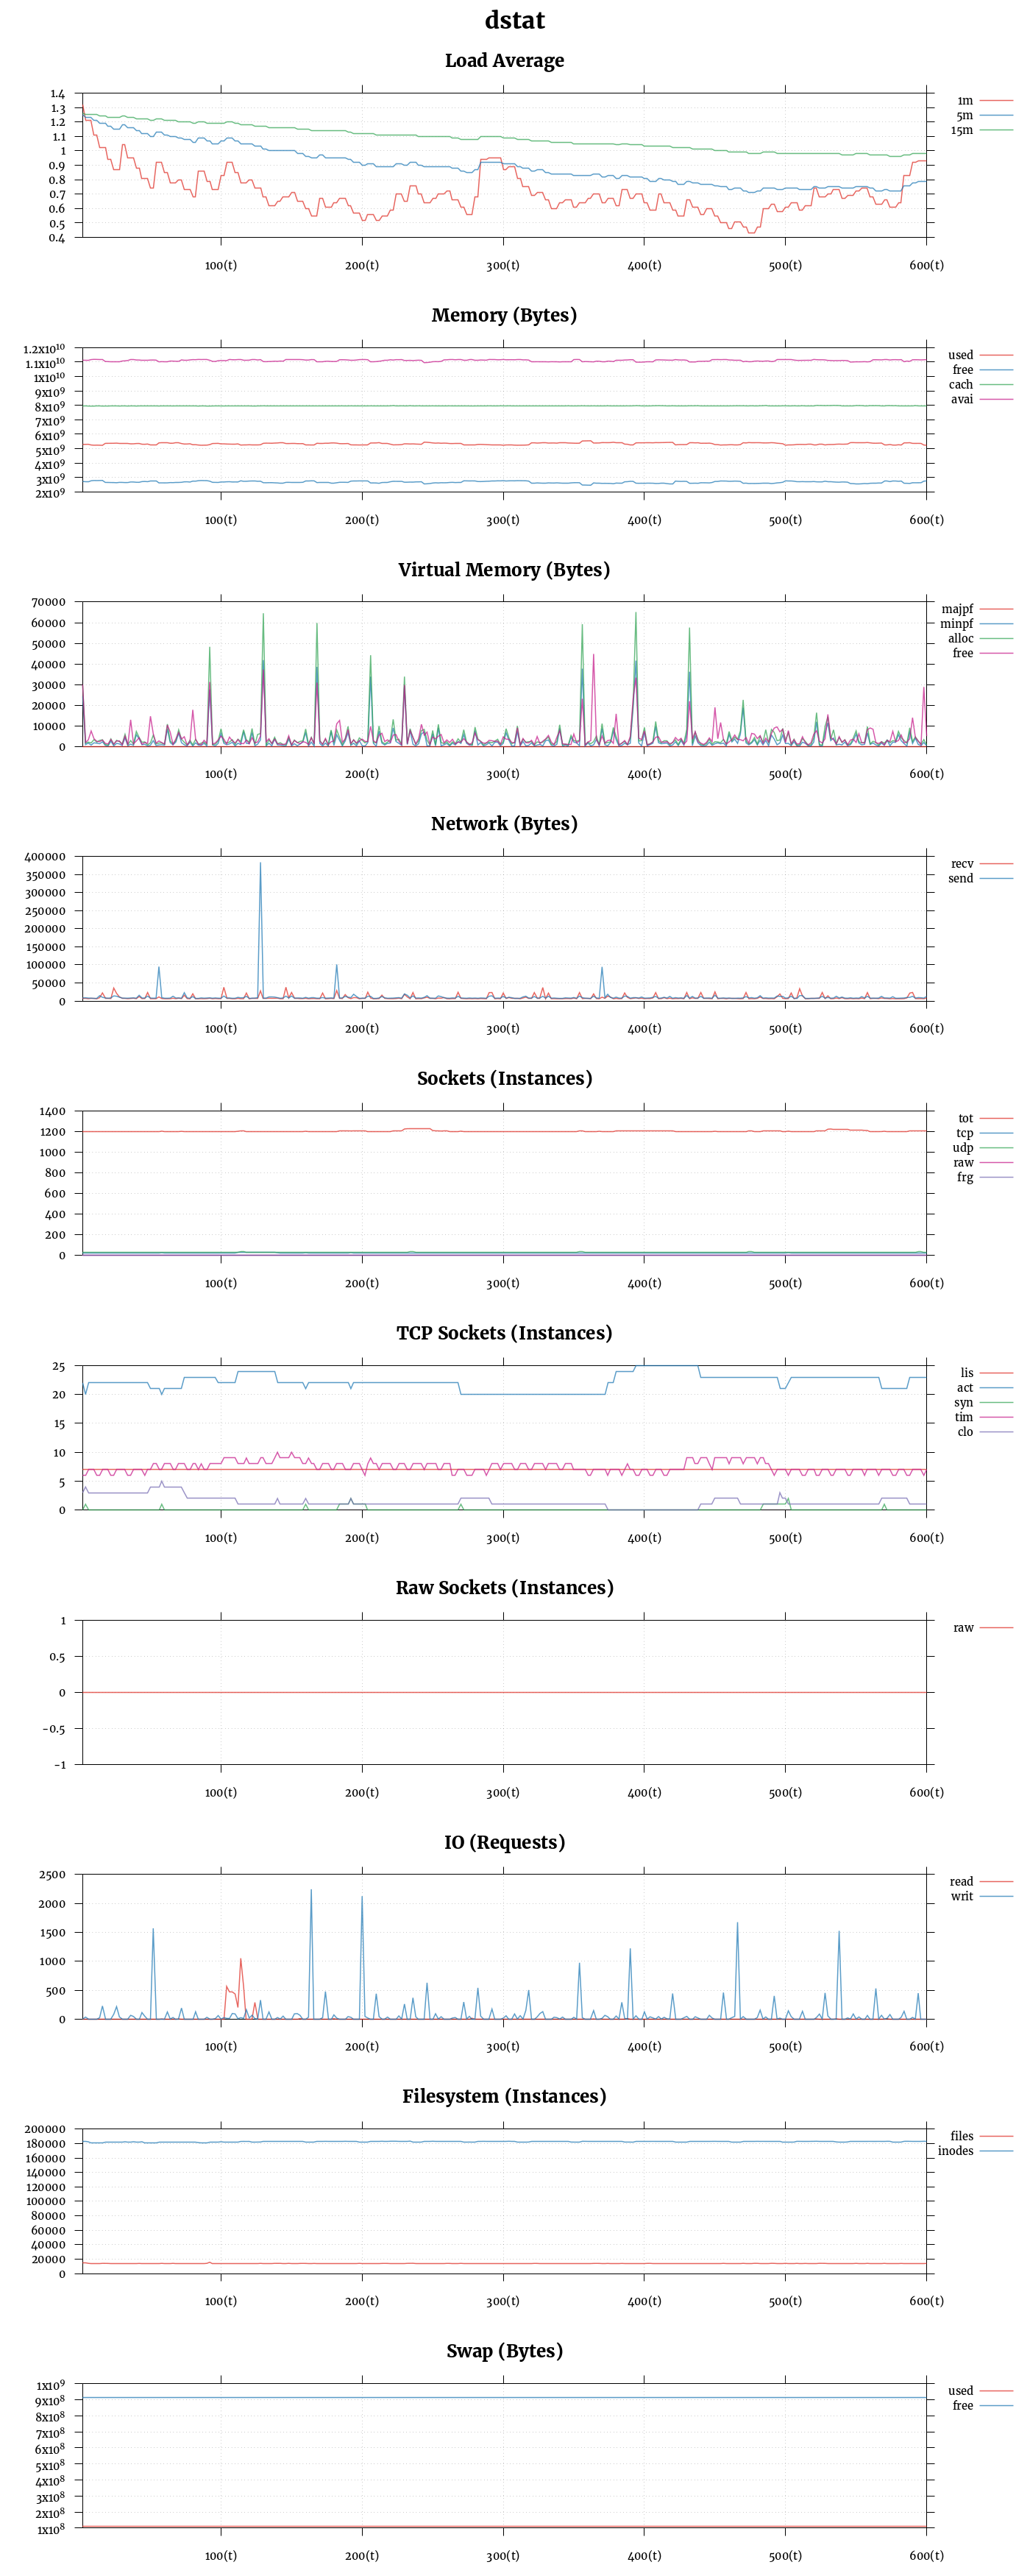 dstat
Load Average
1.4
1.3
1.2
1.1
1
0.9
0.8
0.7
0.6
0.5
0.4
100(t) 200(t) 300(t) 400(t) 500(t) 600(t)
1m
5m
15m
Memory (Bytes)
1.2x10¹⁰
1.1x10¹⁰
1x10¹⁰
9x10⁹
8x10⁹
7x10⁹
6x10⁹
5x10⁹
4x10⁹
3x10⁹
2x10⁹
100(t) 200(t) 300(t) 400(t) 500(t) 600(t)
used
free
cach
avai
Virtual Memory (Bytes)
70000
60000
50000
40000
30000
20000
10000
0
100(t) 200(t) 300(t) 400(t) 500(t) 600(t)
majpf
minpf
alloc
free
Network (Bytes)
400000
350000
300000
250000
200000
150000
100000
50000
0
100(t) 200(t) 300(t) 400(t) 500(t) 600(t)
recv
send
Sockets (Instances)
1400
1200
1000
800
600
400
200
0
100(t) 200(t) 300(t) 400(t) 500(t) 600(t)
tot
tcp
udp
raw
frg
TCP Sockets (Instances)
25
20
15
10
5
0
100(t) 200(t) 300(t) 400(t) 500(t) 600(t)
lis
act
syn
tim
clo
Raw Sockets (Instances)
1
0.5
0
-0.5
-1
100(t) 200(t) 300(t) 400(t) 500(t) 600(t)
raw
IO (Requests)
2500
2000
1500
1000
500
0
100(t) 200(t) 300(t) 400(t) 500(t) 600(t)
read
writ
Filesystem (Instances)
200000
180000
160000
140000
120000
100000
80000
60000
40000
20000
0
100(t) 200(t) 300(t) 400(t) 500(t) 600(t)
files
inodes
Swap (Bytes)
1x10⁹
9x10⁸
8x10⁸
7x10⁸
6x10⁸
5x10⁸
4x10⁸
3x10⁸
2x10⁸
1x10⁸
100(t) 200(t) 300(t) 400(t) 500(t) 600(t)
used
free